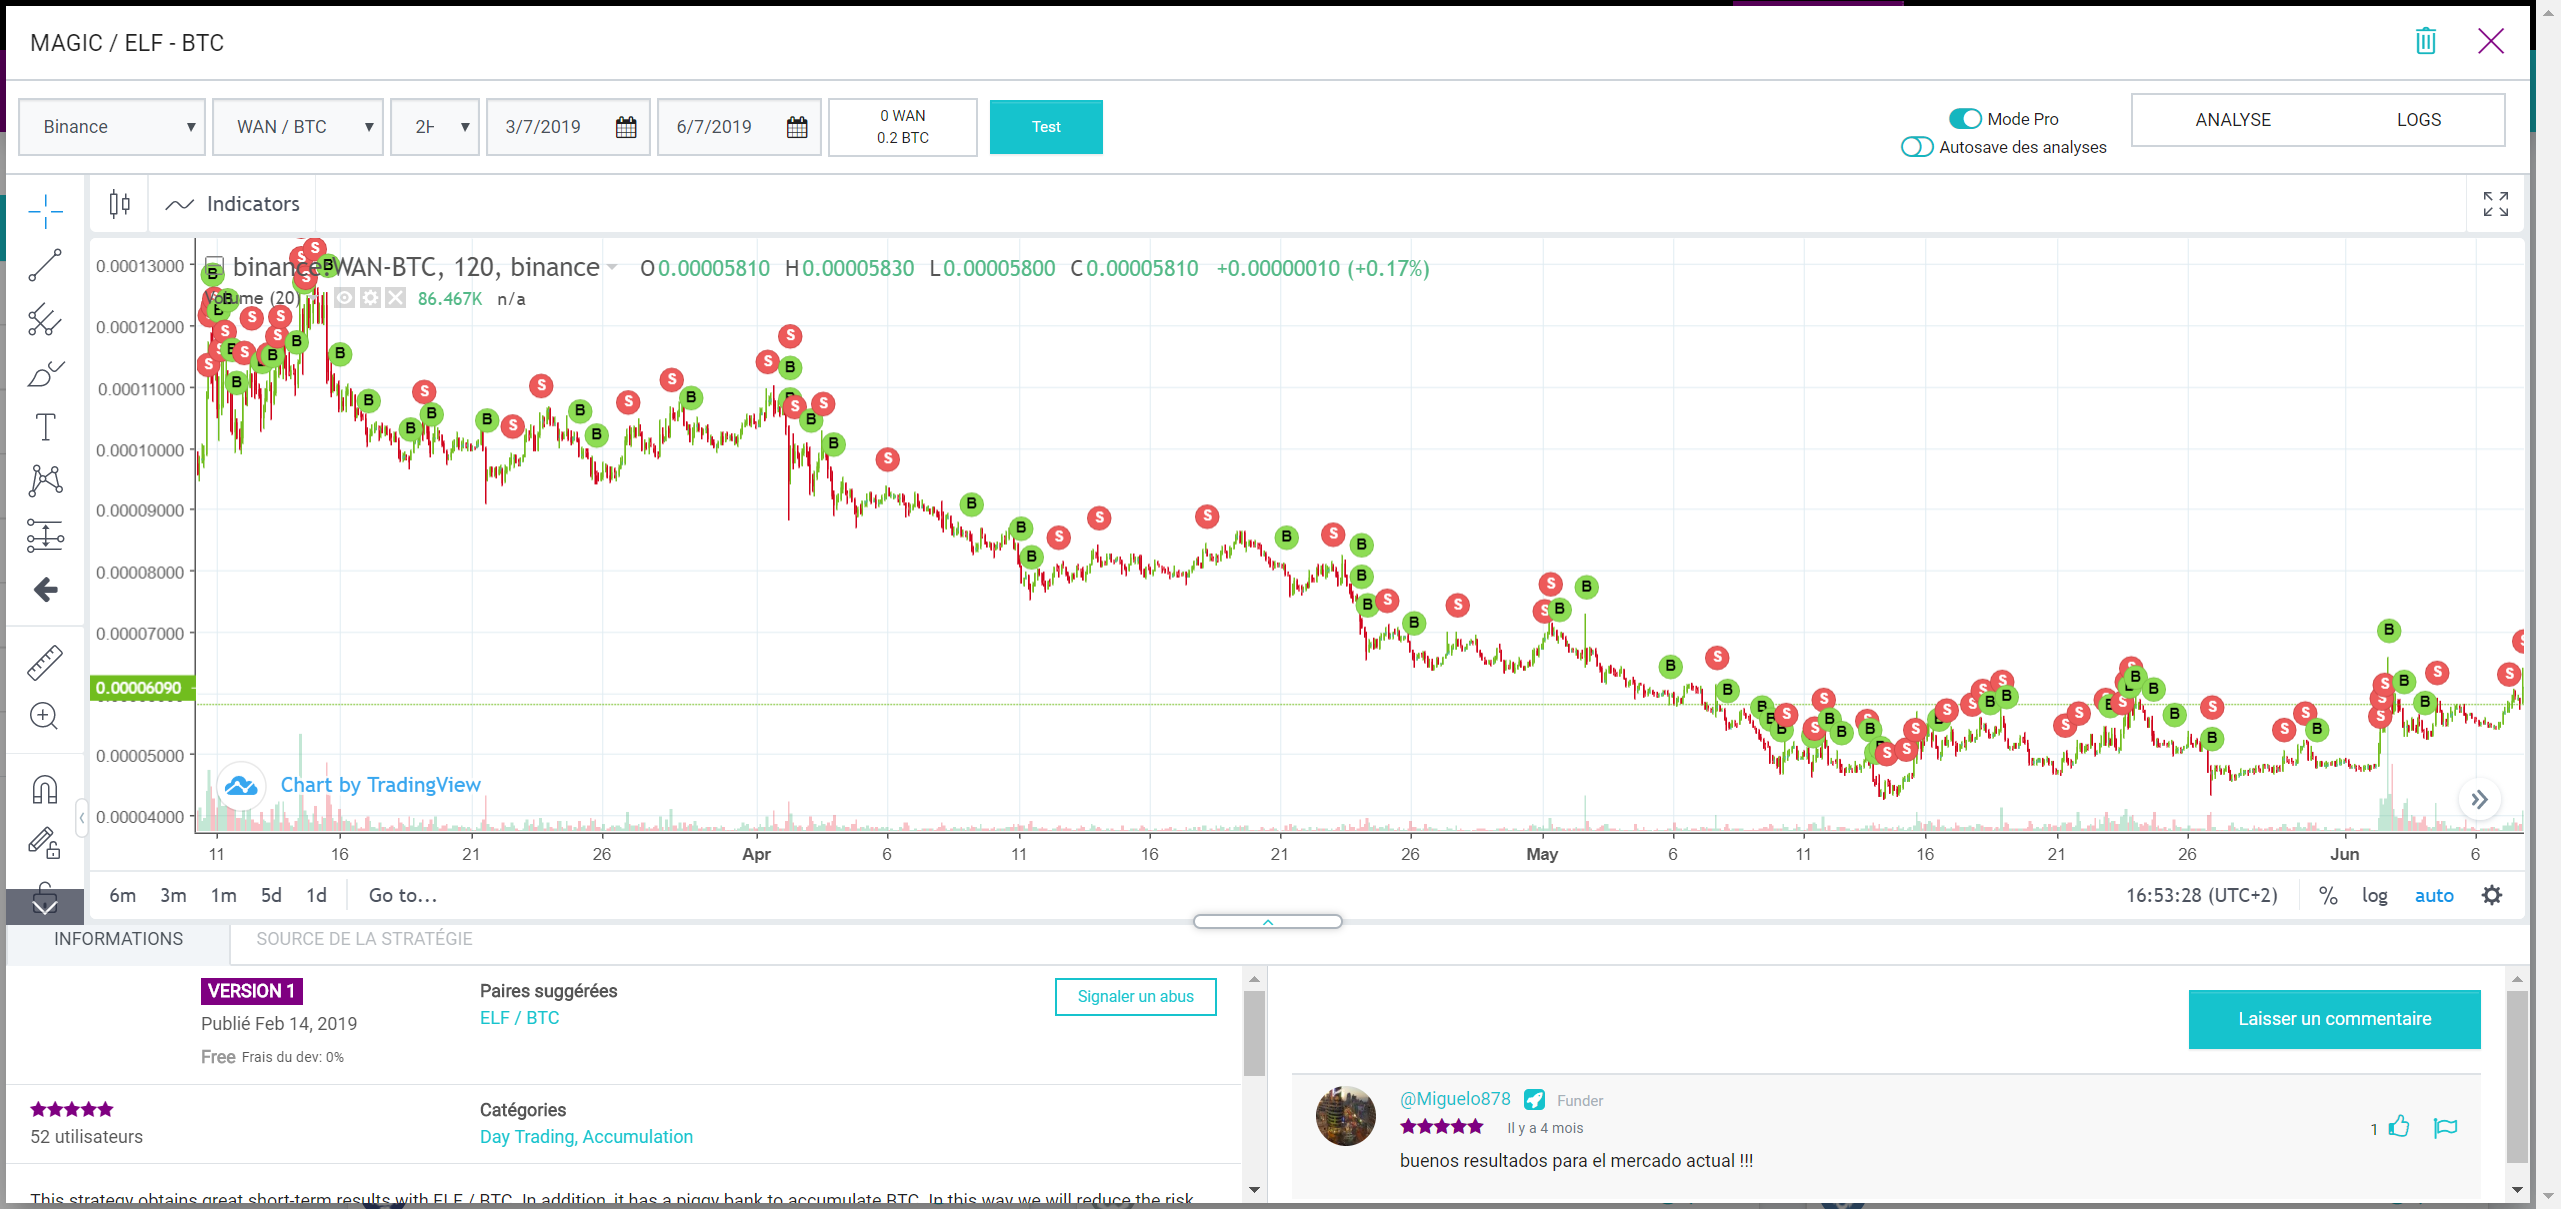 MAGIC / ELF - BTC
Binance
WAN / BTC
3/7/2019
6/7/2019
0 WAN
0.2 BTC
Test
Mode Pro
Autosave des analyses
ANALYSE
LOGS
Indicators
binance:WAN-BTC, 120, binance
O0.00005810 H0.00005830 L0.00005800 C0.00005810 +0.00000010 (+0.17%)
Volume (20)
86.467K n/a
0.00013000
0.00012000
0.00011000
0.00010000
0.00009000
0.00008000
0.00007000
0.00006090
0.00005000
0.00004000
Chart by TradingView
11 16 21 26 Apr 6 11 16 21 26 May 6 11 16 21 26 Jun 6
6m 3m 1m 5d 1d Go to...
16:53:28 (UTC+2) % log auto
INFORMATIONS
SOURCE DE LA STRATÉGIE
VERSION 1
Publié Feb 14, 2019
Free Frais du dev: 0%
Paires suggérées
ELF / BTC
Signaler un abus
52 utilisateurs
Catégories
Day Trading, Accumulation
This strategy obtains great short-term results with ELF / BTC. In addition, it has a piggy bank to accumulate BTC. In this way we will reduce the risk
Laisser un commentaire
@Miguelo878 Funder
Il y a 4 mois
1
buenos resultados para el mercado actual !!!